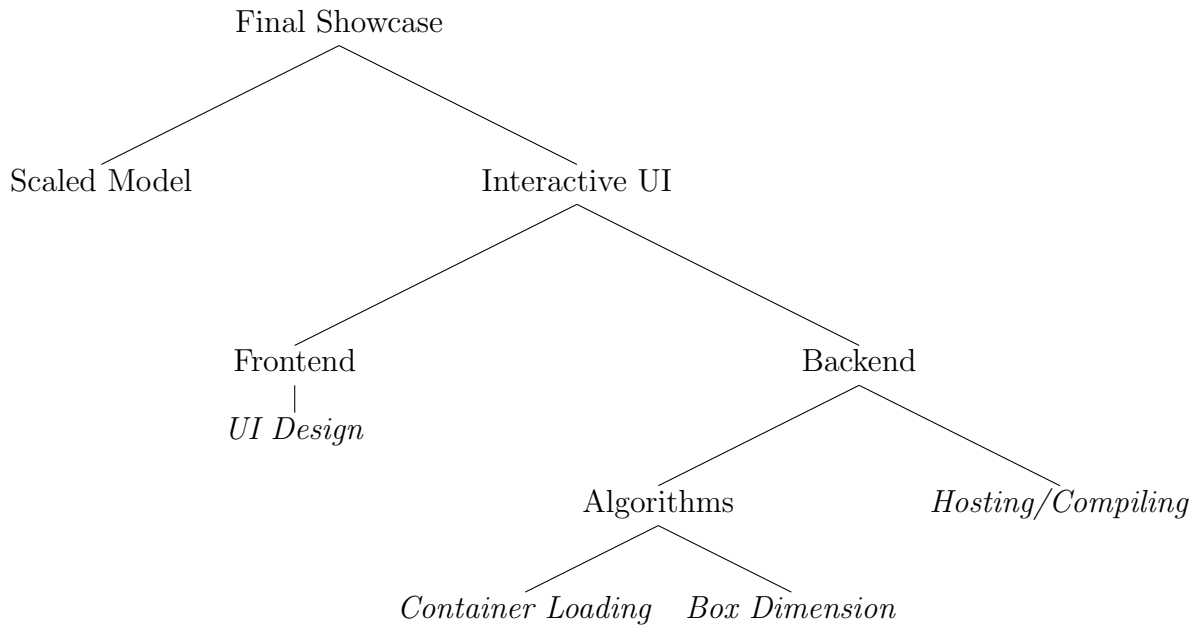 Final Showcase
Scaled Model
Interactive UI
Frontend
Backend
UI Design
Algorithms
Hosting/Compiling
Container Loading
Box Dimension